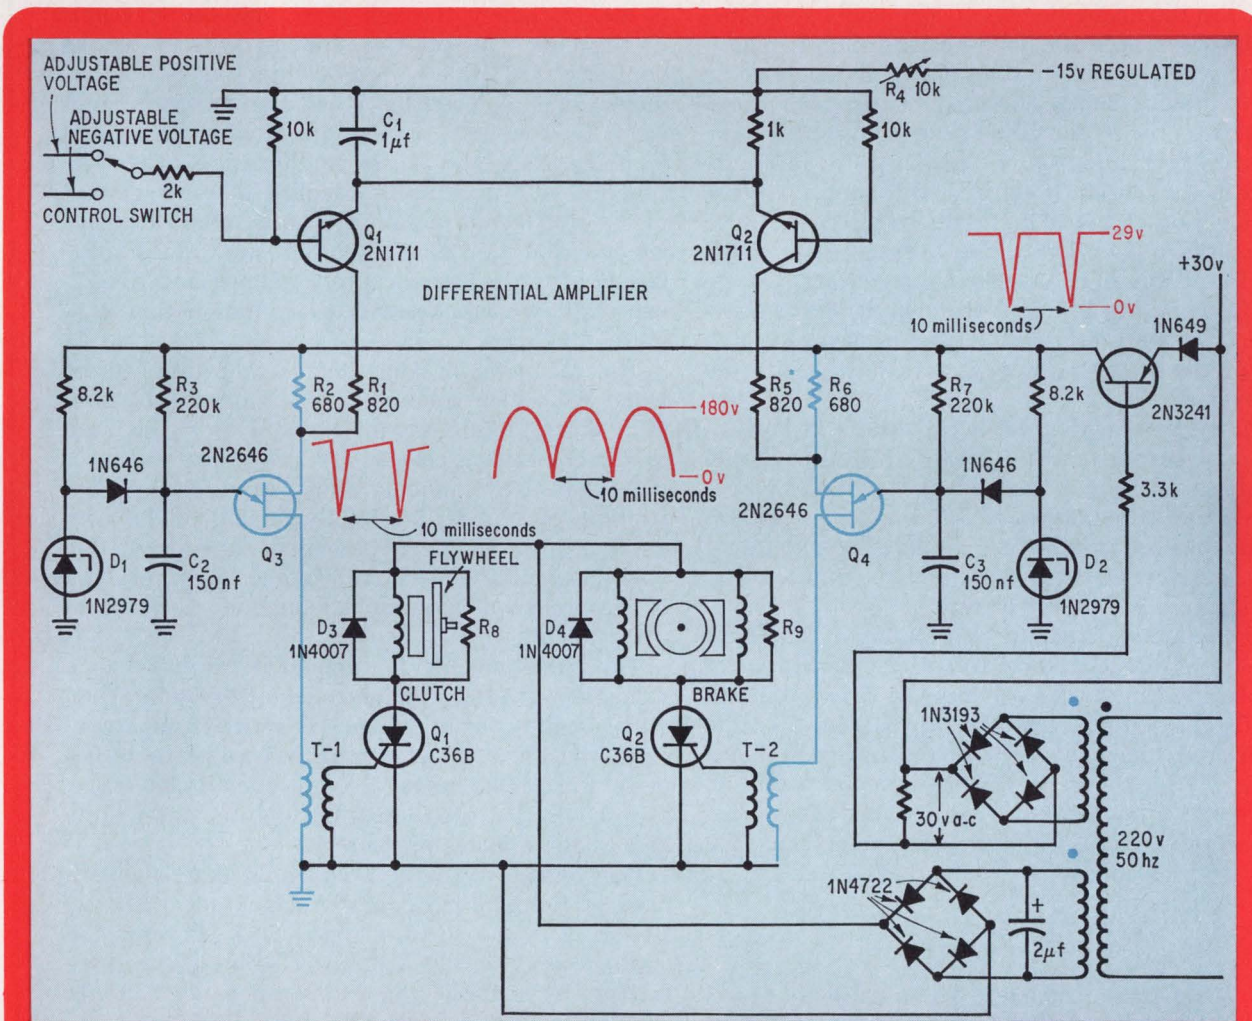 ADJUSTABLE POSITIVE
VOLTAGE
ADJUSTABLE
NEGATIVE VOLTAGE
2k
CONTROL SWITCH
10k
C1
1μf
Q1
2N1711
R4 10k
-15v REGULATED
1k
10k
Q2
2N1711
DIFFERENTIAL AMPLIFIER
29v
0v
10 milliseconds
+30v
1N649
2N3241
8.2k
R3
220k
R2
680
R1
820
R5
820
R6
680
R7
220k
8.2k
3.3k
180v
0v
10 milliseconds
10 milliseconds
1N646
2N2646
Q3
D1
1N2979
C2
150nf
2N2646
Q4
1N646
C3
150nf
D2
1N2979
FLYWHEEL
D3
1N4007
R8
CLUTCH
D4
1N4007
R9
BRAKE
T-1
Q1
C36B
Q2
C36B
T-2
1N3193
30v a-c
220v
50hz
1N4722
+
2μf